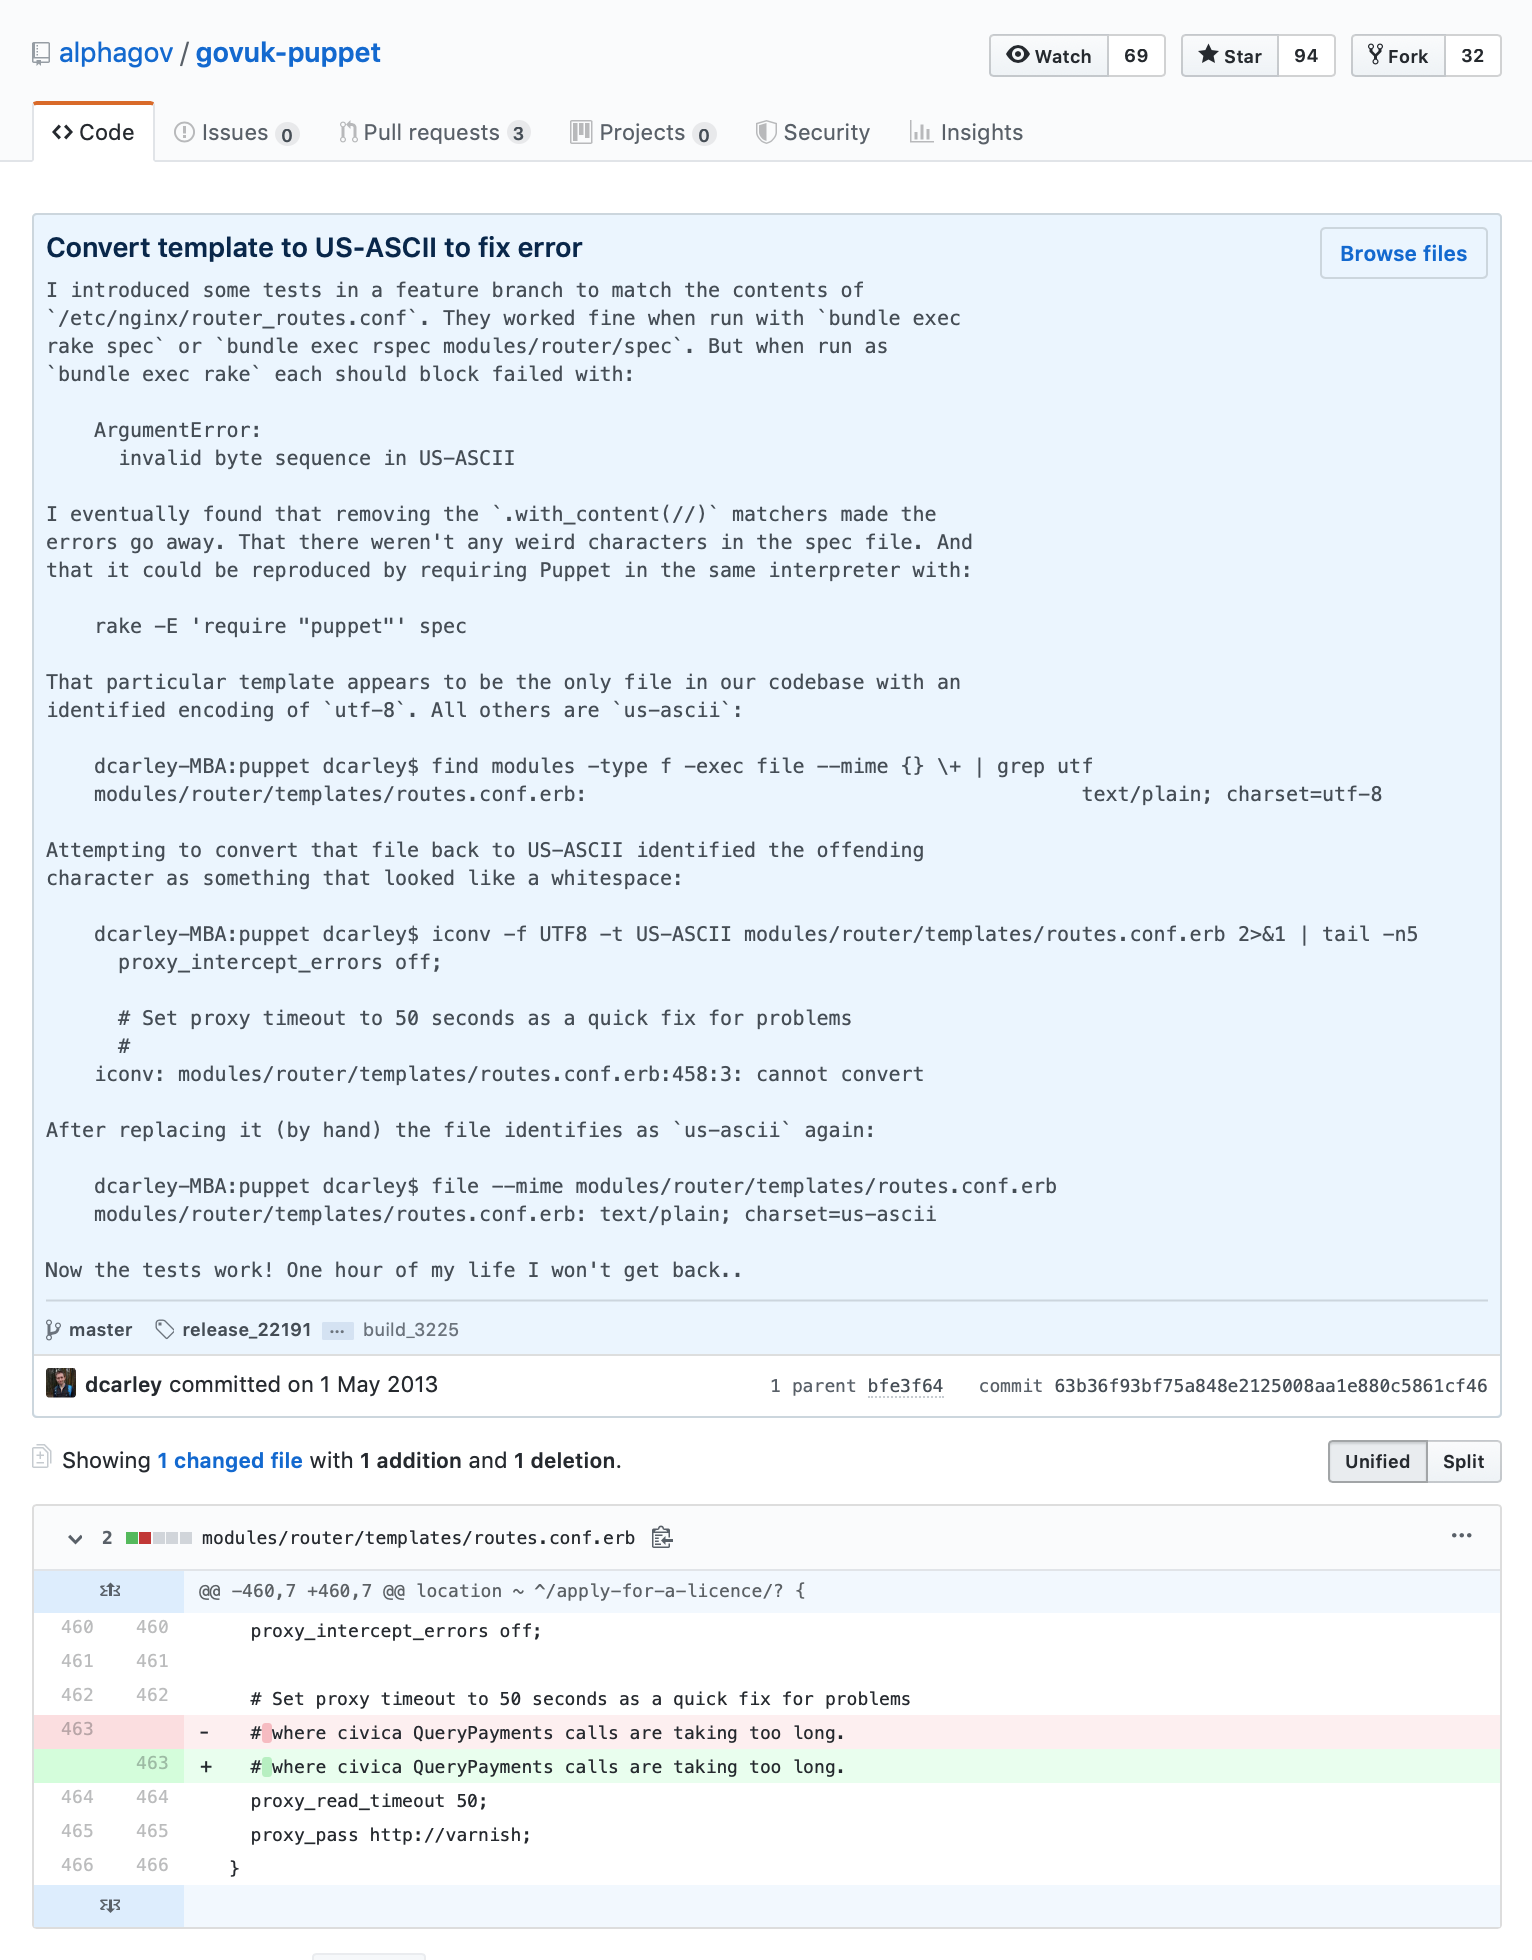 alphagov / govuk-puppet
Watch 69 Star 94 Fork 32
Code Issues 0 Pull requests 3 Projects 0 Security Insights
Convert template to US-ASCII to fix error
Browse files
I introduced some tests in a feature branch to match the contents of
`/etc/nginx/router_routes.conf`. They worked fine when run with `bundle exec
rake spec` or `bundle exec rspec modules/router/spec`. But when run as
`bundle exec rake` each should block failed with:
ArgumentError:
invalid byte sequence in US-ASCII
I eventually found that removing the `.with_content(//)` matchers made the
errors go away. That there weren't any weird characters in the spec file. And
that it could be reproduced by requiring Puppet in the same interpreter with:
rake -E 'require "puppet"' spec
That particular template appears to be the only file in our codebase with an
identified encoding of `utf-8`. All others are `us-ascii`:
dcarley-MBA:puppet dcarley$ find modules -type f -exec file --mime {} \+ | grep utf
modules/router/templates/routes.conf.erb: text/plain; charset=utf-8
Attempting to convert that file back to US-ASCII identified the offending
character as something that looked like a whitespace:
dcarley-MBA:puppet dcarley$ iconv -f UTF8 -t US-ASCII modules/router/templates/routes.conf.erb 2>&1 | tail -n5
proxy_intercept_errors off;
# Set proxy timeout to 50 seconds as a quick fix for problems
#
iconv: modules/router/templates/routes.conf.erb:458:3: cannot convert
After replacing it (by hand) the file identifies as `us-ascii` again:
dcarley-MBA:puppet dcarley$ file --mime modules/router/templates/routes.conf.erb
modules/router/templates/routes.conf.erb: text/plain; charset=us-ascii
Now the tests work! One hour of my life I won't get back..
master release_22191 … build_3225
dcarley committed on 1 May 2013 1 parent bfe3f64 commit 63b36f93bf75a848e2125008aa1e880c5861cf46
Showing 1 changed file with 1 addition and 1 deletion.
Unified Split
2 modules/router/templates/routes.conf.erb
@@ -460,7 +460,7 @@ location ~ ^/apply-for-a-licence/? {
460 460 proxy_intercept_errors off;
461 461
462 462 # Set proxy timeout to 50 seconds as a quick fix for problems
463 - # where civica QueryPayments calls are taking too long.
463 + # where civica QueryPayments calls are taking too long.
464 464 proxy_read_timeout 50;
465 465 proxy_pass http://varnish;
466 466 }